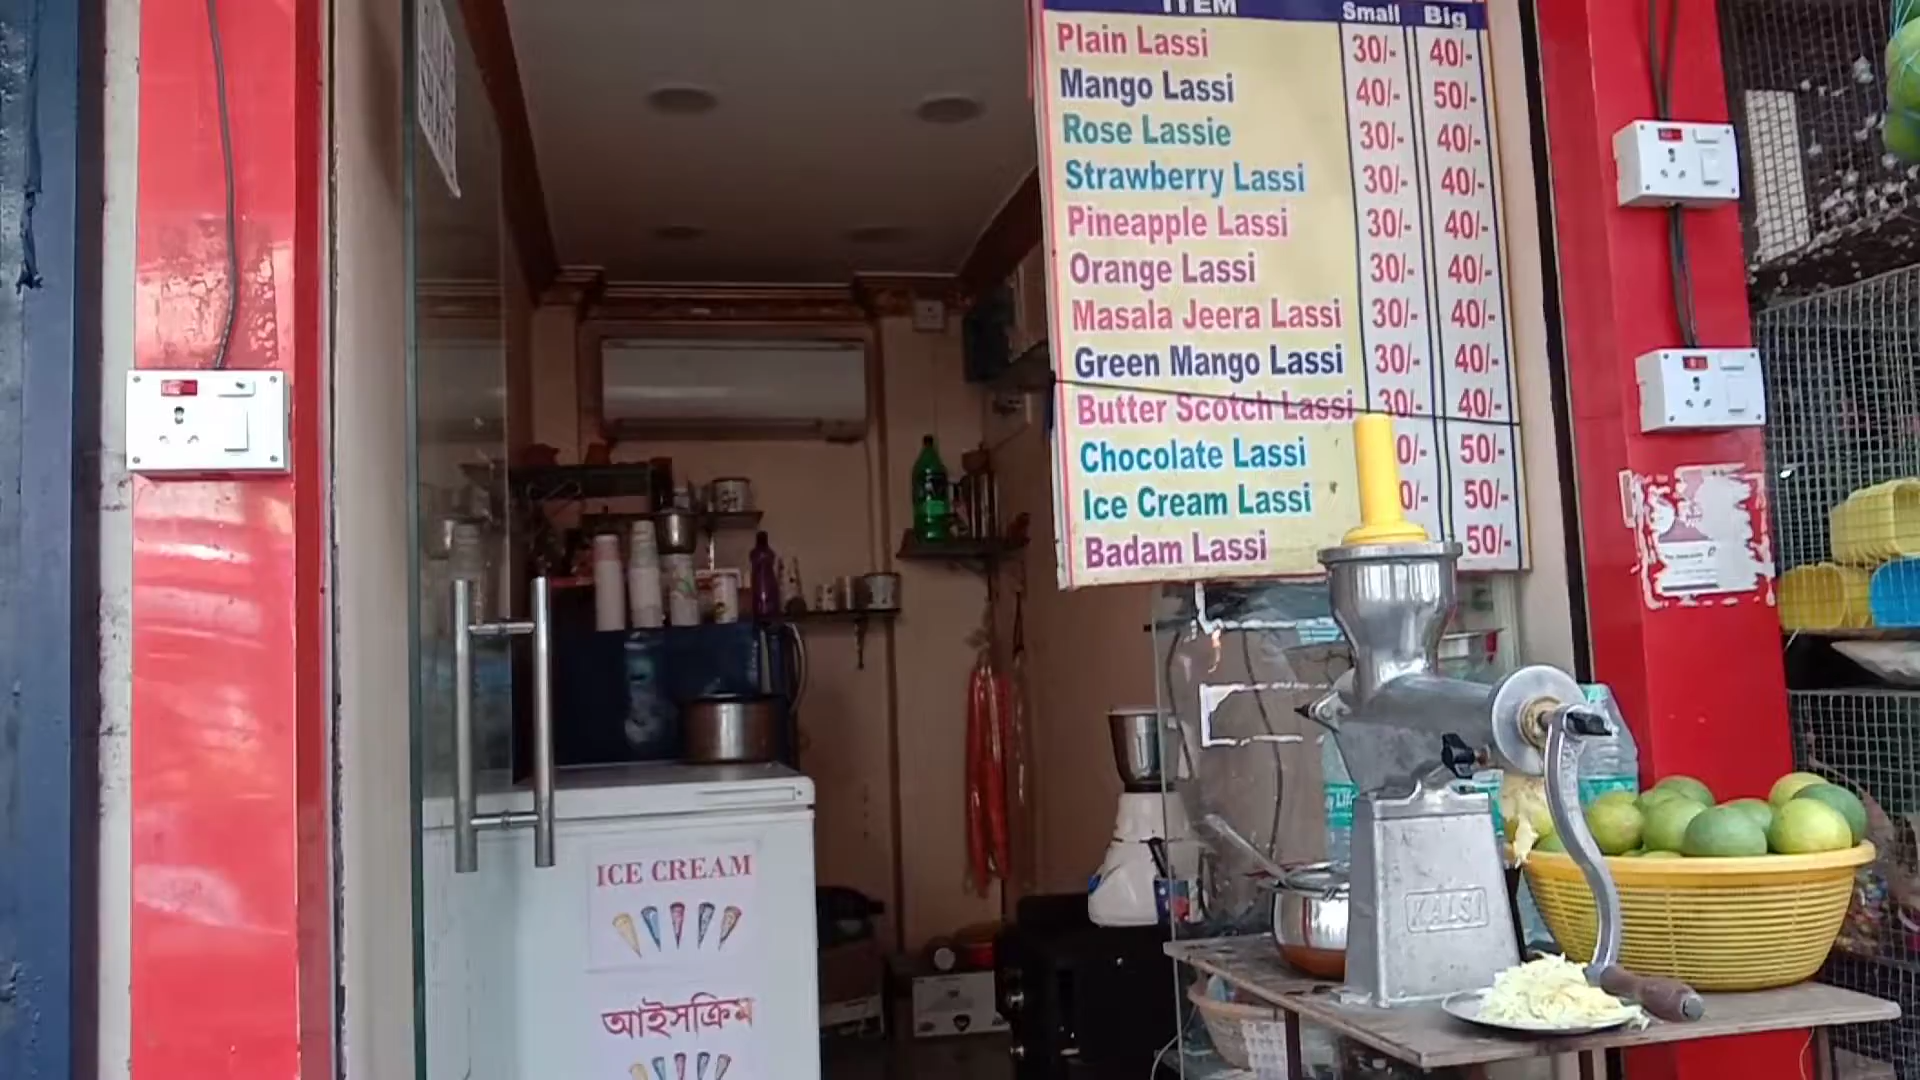 ITEM Small Big
Plain Lassi 30/- 40/-
Mango Lassi 40/- 50/-
Rose Lassie 30/- 40/-
Strawberry Lassi 30/- 40/-
Pineapple Lassi 30/- 40/-
Orange Lassi 30/- 40/-
Masala Jeera Lassi 30/- 40/-
Green Mango Lassi 30/- 40/-
Butter Scotch Lassi 30/- 40/-
Chocolate Lassi 0/- 50/-
Ice Cream Lassi 0/- 50/-
Badam Lassi 50/-
KALSI
ICE CREAM
আইসক্রিম